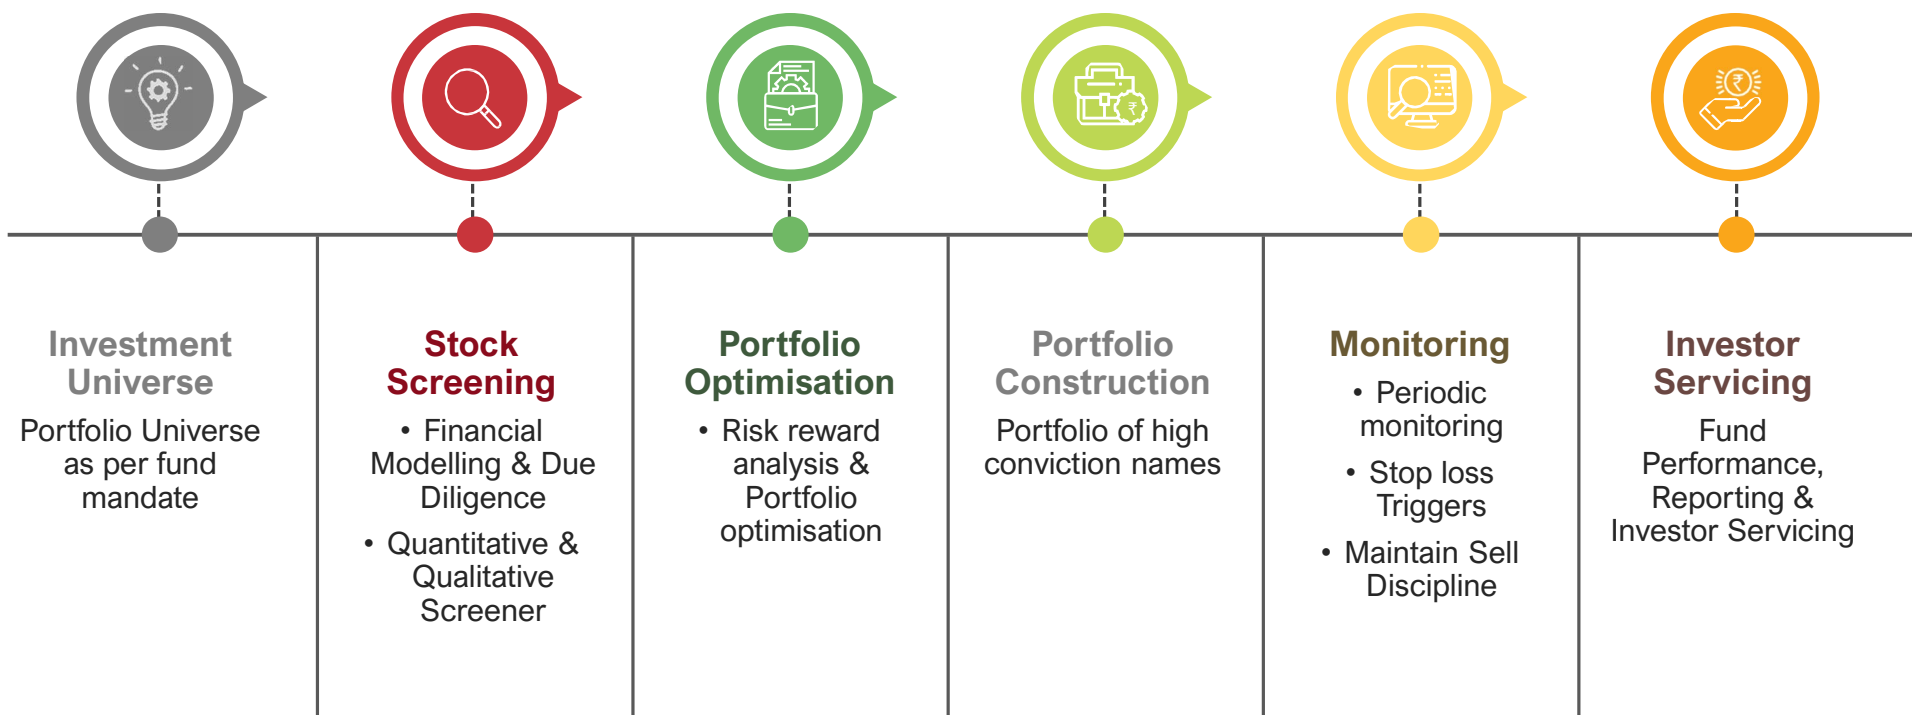 ₹
₹
Investment
Universe
Portfolio Universe
as per fund
mandate
Stock
Screening
• Financial
Modelling & Due
Diligence
• Quantitative &
Qualitative
Screener
Portfolio
Optimisation
• Risk reward
analysis &
Portfolio
optimisation
Portfolio
Construction
Portfolio of high
conviction names
Monitoring
• Periodic
monitoring
• Stop loss
Triggers
• Maintain Sell
Discipline
Investor
Servicing
Fund
Performance,
Reporting &
Investor Servicing